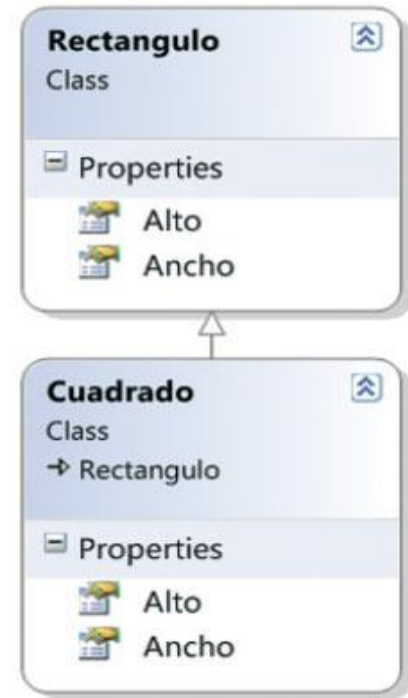 Rectangulo
Class
Properties
Alto
Ancho
Cuadrado
Class
Rectangulo
Properties
Alto
Ancho